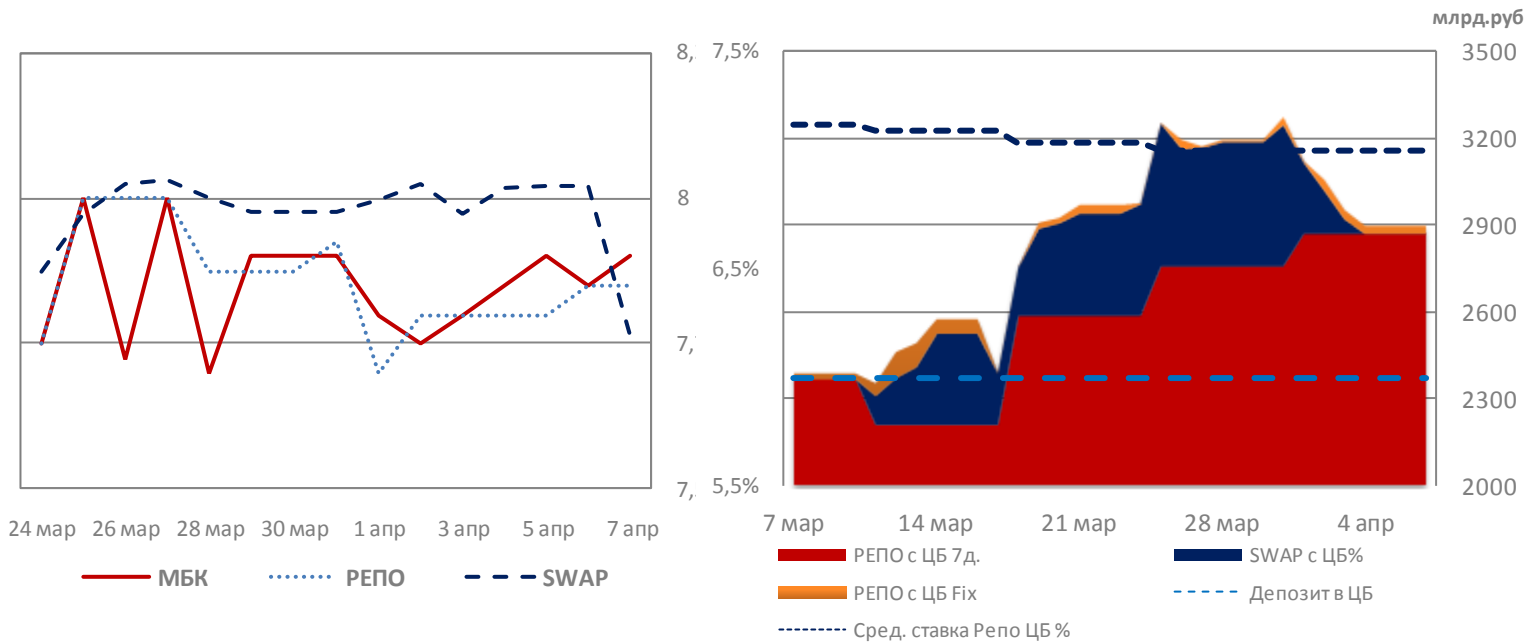 млрд.руб
8,
8
7,
7,
24 мар 26 мар 28 мар 30 мар 1 апр 3 апр 5 апр 7 апр
МБК РЕПО SWAP
7,5%
6,5%
5,5%
3500
3200
2900
2600
2300
2000
7 мар 14 мар 21 мар 28 мар 4 апр
РЕПО с ЦБ 7д. SWAP с ЦБ%
РЕПО с ЦБ Fix Депозит в ЦБ
Сред. ставка Репо ЦБ %